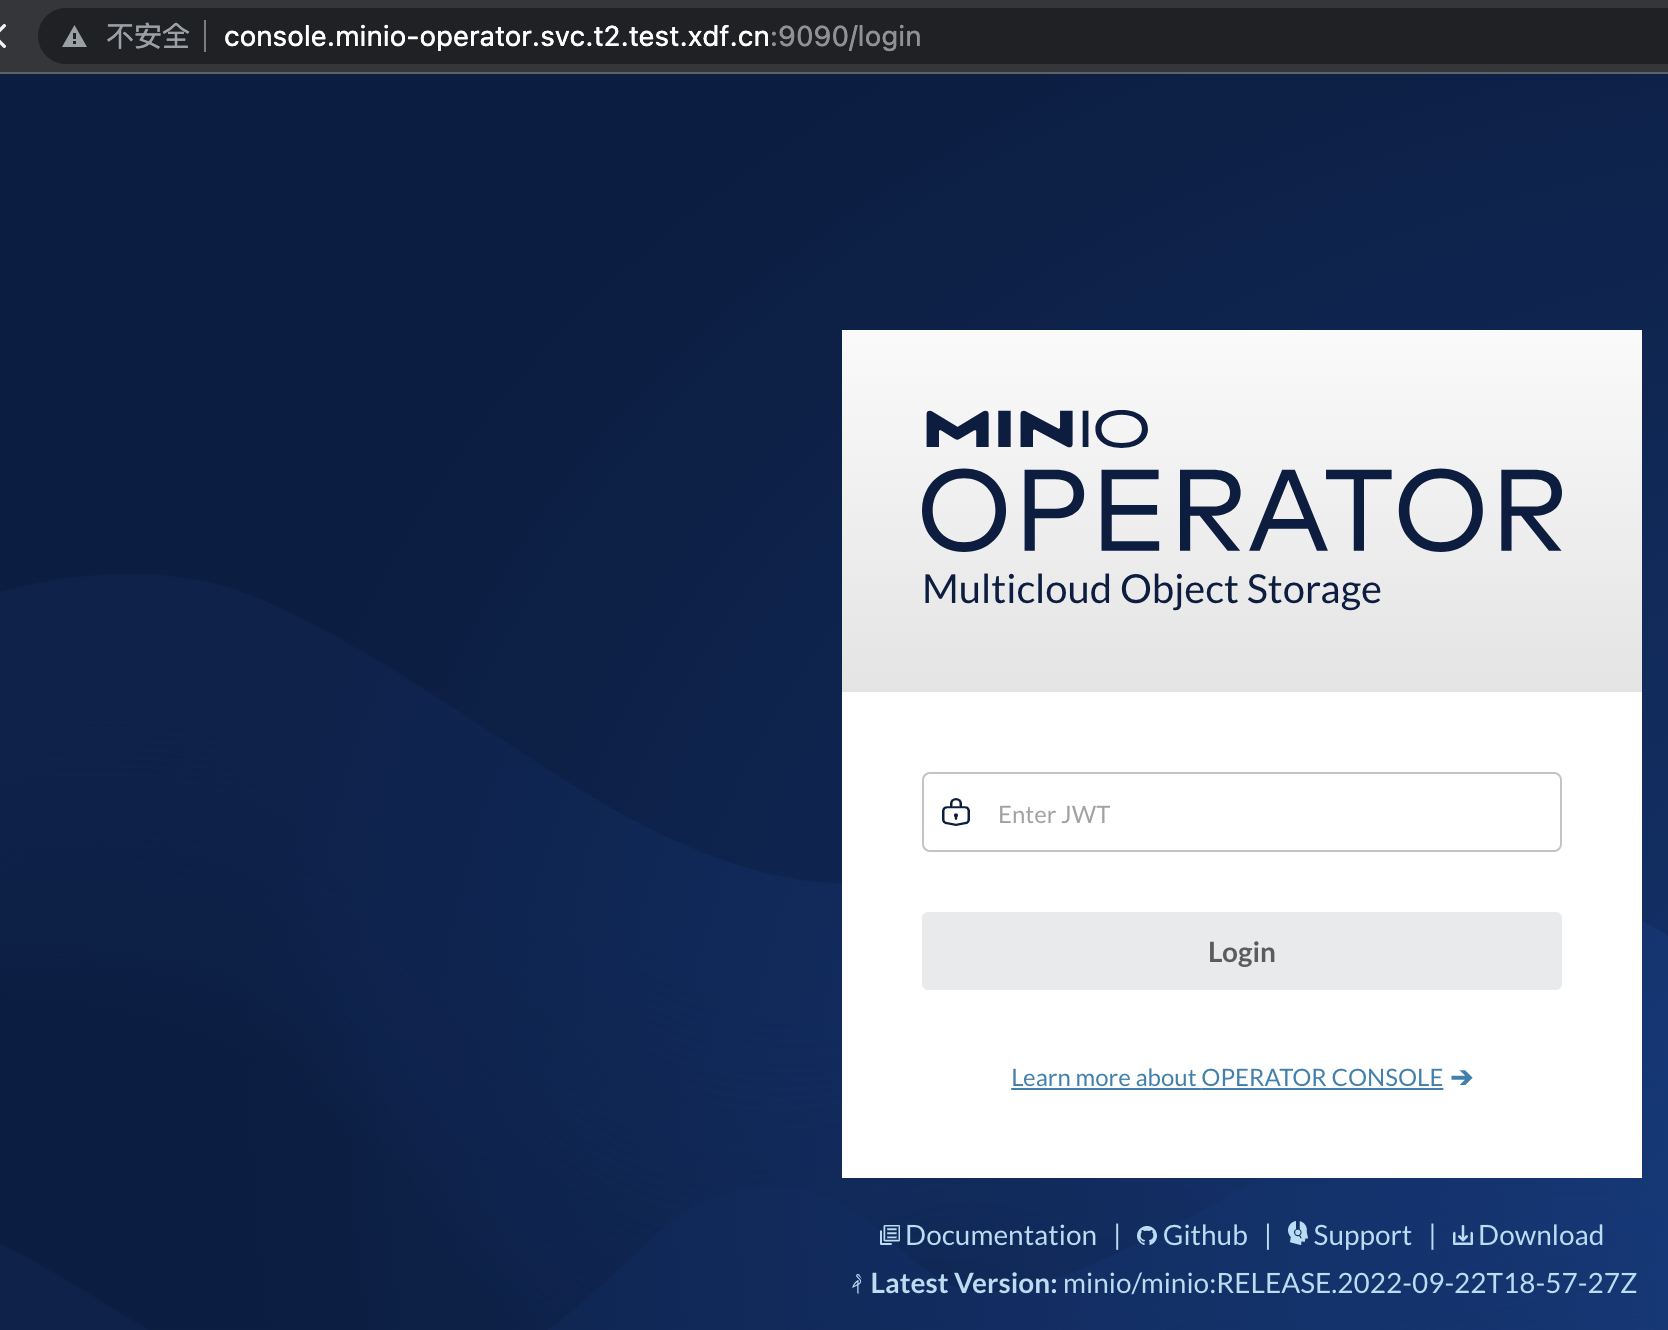 不安全 console.minio-operator.svc.t2.test.xdf.cn:9090/login
MINIO
OPERATOR
Multicloud Object Storage
Enter JWT
Login
Learn more about OPERATOR CONSOLE
Documentation | Github | Support | Download
Latest Version: minio/minio:RELEASE.2022-09-22T18-57-27Z